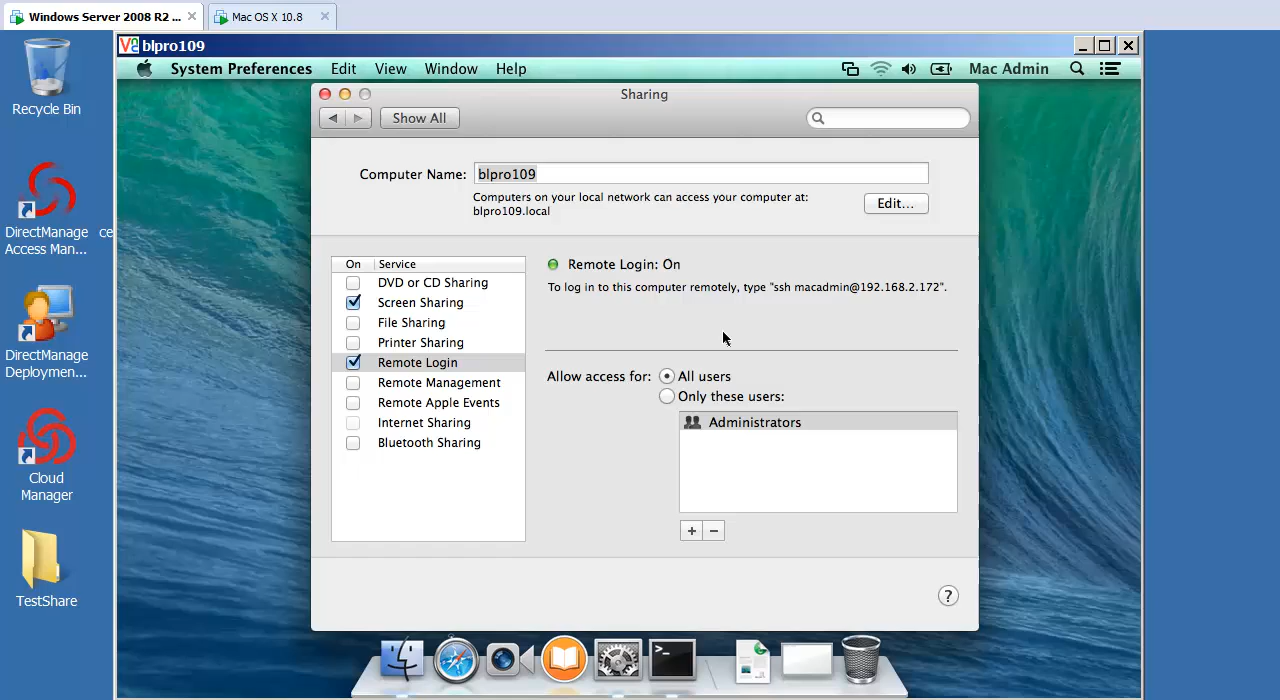 Windows Server 2008 R2 ...
Mac OS X 10.8
blpro109
System Preferences Edit View Window Help
Mac Admin
Recycle Bin
DirectManage
Access Man...
ce
DirectManage
Deploymen...
Cloud
Manager
TestShare
Sharing
Show All
Computer Name: blpro109
Computers on your local network can access your computer at:
blpro109.local
Edit...
On Service
DVD or CD Sharing
Screen Sharing
File Sharing
Printer Sharing
Remote Login
Remote Management
Remote Apple Events
Internet Sharing
Bluetooth Sharing
Remote Login: On
To log in to this computer remotely, type "ssh macadmin@192.168.2.172".
Allow access for: All users
Only these users:
Administrators
+ −
?